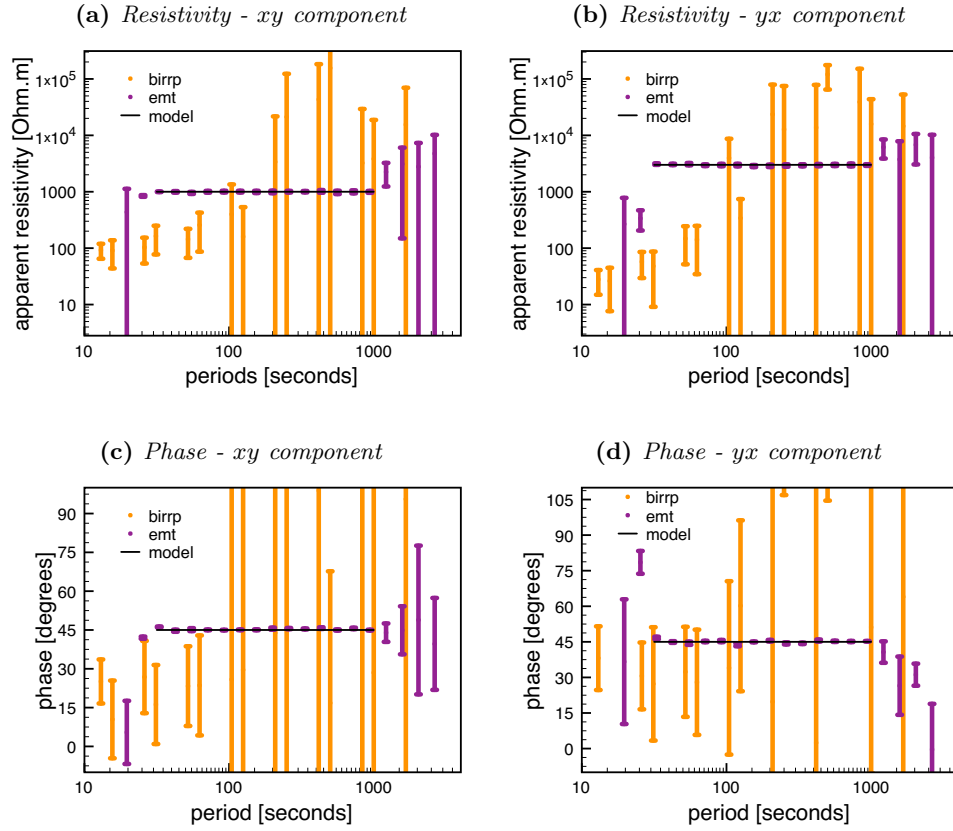 (a) Resistivity - xy component
apparent resistivity [Ohm.m]
1×10⁵
1×10⁴
1000
100
10
birrp
emt
model
10 100 1000
periods [seconds]
(b) Resistivity - yx component
apparent resistivity [Ohm.m]
1×10⁵
1×10⁴
1000
100
10
birrp
emt
model
10 100 1000
period [seconds]
(c) Phase - xy component
phase [degrees]
90
75
60
45
30
15
0
birrp
emt
model
10 100 1000
period [seconds]
(d) Phase - yx component
phase [degrees]
105
90
75
60
45
30
15
0
birrp
emt
model
10 100 1000
period [seconds]